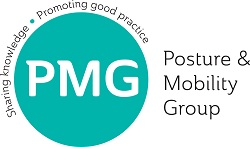 Sharing knowledge • Promoting good practice
PMG
Posture &
Mobility
Group